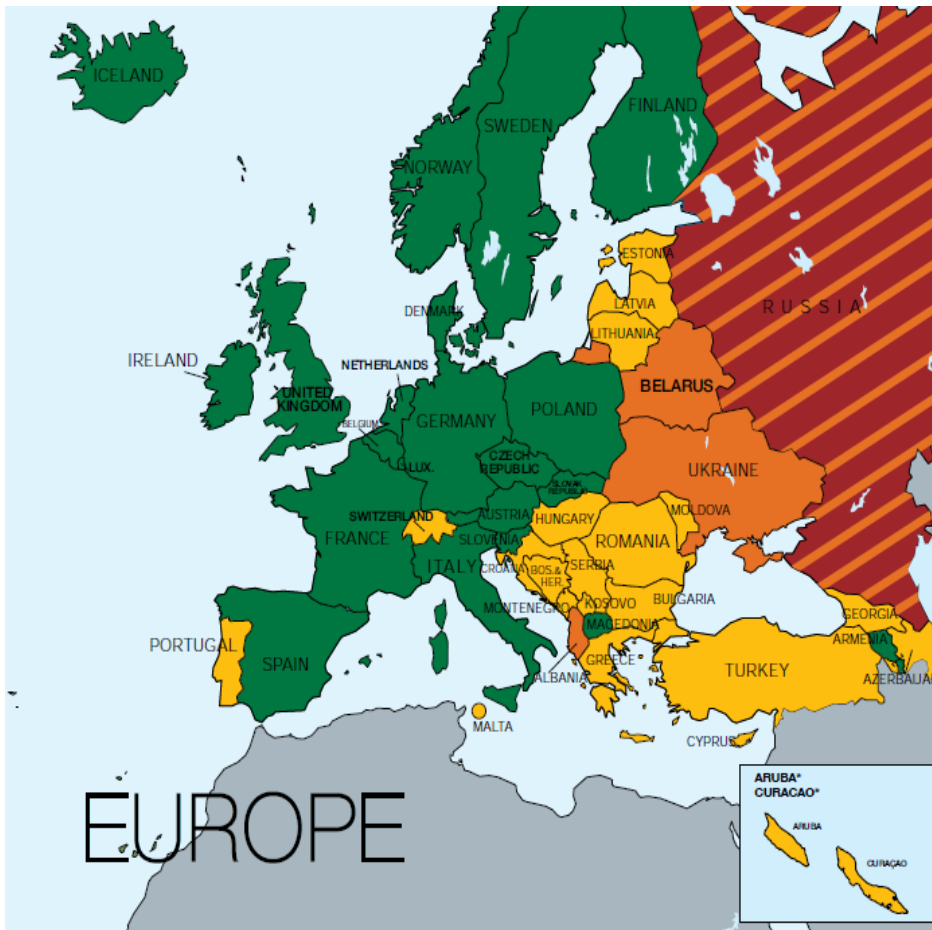 ICELAND
FINLAND
SWEDEN
NORWAY
ESTONIA
RUSSIA
LATVIA
DENMARK
LITHUANIA
IRELAND
NETHERLANDS
BELARUS
UNITED
KINGDOM
POLAND
GERMANY
BELGIUM
CZECH
REPUBLIC
LUX.
UKRAINE
SLOVAK
REPUBLIC
MOLDOVA
SWITZERLAND
AUSTRIA
HUNGARY
FRANCE
SLOVENIA
ROMANIA
ITALY
CROATIA
BOS.&
HER.
SERBIA
MONTENEGRO
KOSOVO
BULGARIA
GEORGIA
MACEDONIA
ARMENIA
PORTUGAL
SPAIN
GREECE
TURKEY
ALBANIA
AZERBAIJAN
MALTA
CYPRUS
EUROPE
ARUBA*
CURACAO*
ARUBA
CURAÇAO